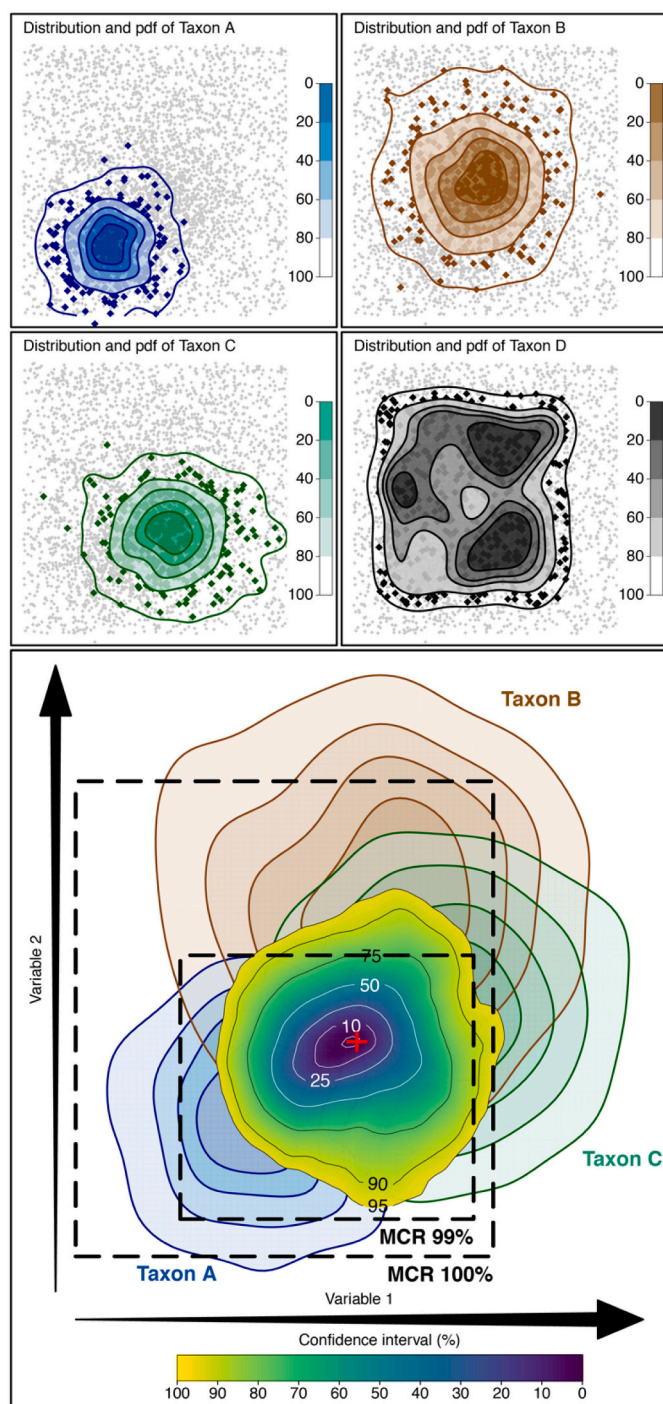 Distribution and pdf of Taxon A
0
20
40
60
80
100
Distribution and pdf of Taxon B
0
20
40
60
80
100
Distribution and pdf of Taxon C
0
20
40
60
80
100
Distribution and pdf of Taxon D
0
20
40
60
80
100
Taxon B
Variable 2
75
50
10
25
Taxon C
90
95
MCR 99%
Taxon A
MCR 100%
Variable 1
Confidence interval (%)
100 90 80 70 60 50 40 30 20 10 0